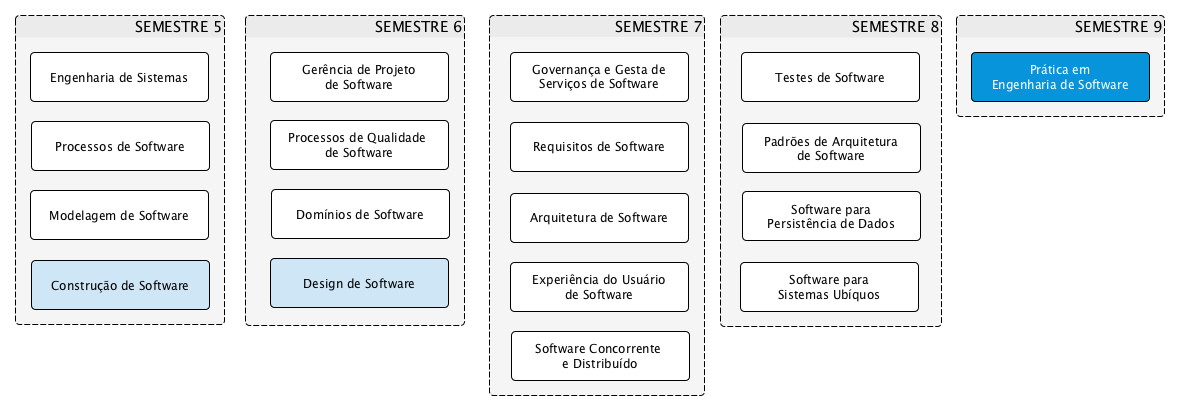 SEMESTRE 5
Engenharia de Sistemas
Processos de Software
Modelagem de Software
Construção de Software
SEMESTRE 6
Gerência de Projeto
de Software
Processos de Qualidade
de Software
Domínios de Software
Design de Software
SEMESTRE 7
Governança e Gesta de
Serviços de Software
Requisitos de Software
Arquitetura de Software
Experiência do Usuário
de Software
Software Concorrente
e Distribuído
SEMESTRE 8
Testes de Software
Padrões de Arquitetura
de Software
Software para
Persistência de Dados
Software para
Sistemas Ubíquos
SEMESTRE 9
Prática em
Engenharia de Software